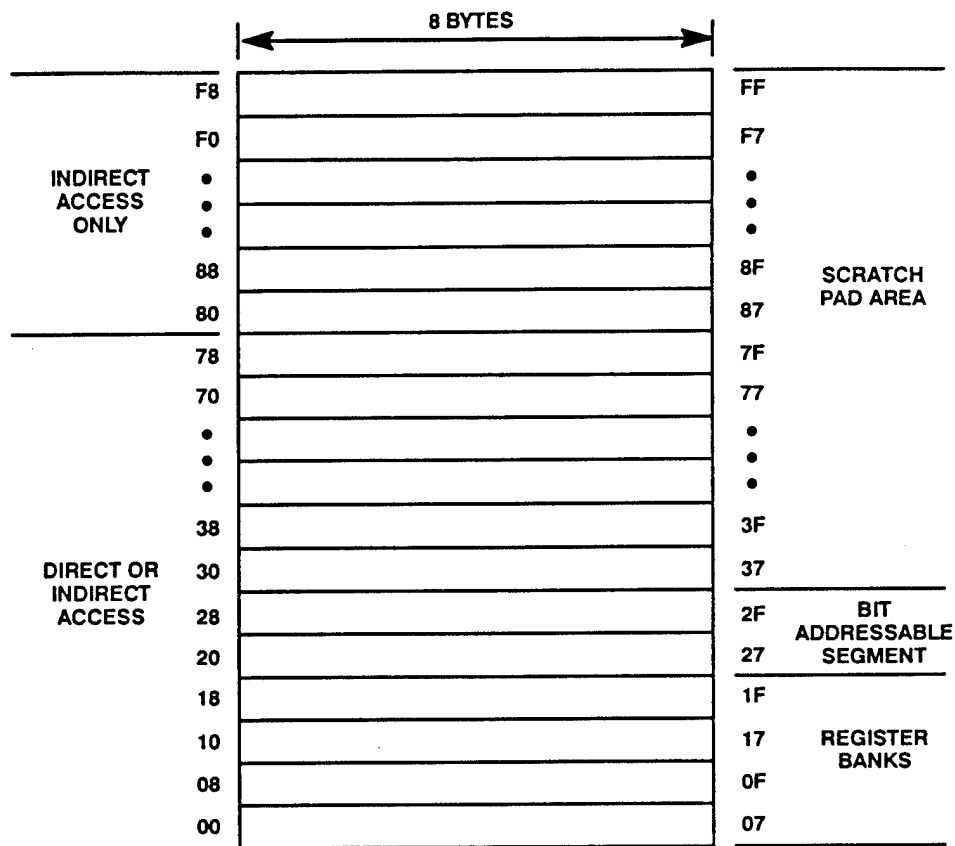 8 BYTES
F8 FF
F0 F7
INDIRECT
ACCESS
ONLY
88 8F
80 87
SCRATCH
PAD AREA
78 7F
70 77
38 3F
30 37
DIRECT OR
INDIRECT
ACCESS
28 2F
20 27
BIT
ADDRESSABLE
SEGMENT
18 1F
10 17
REGISTER
BANKS
08 0F
00 07